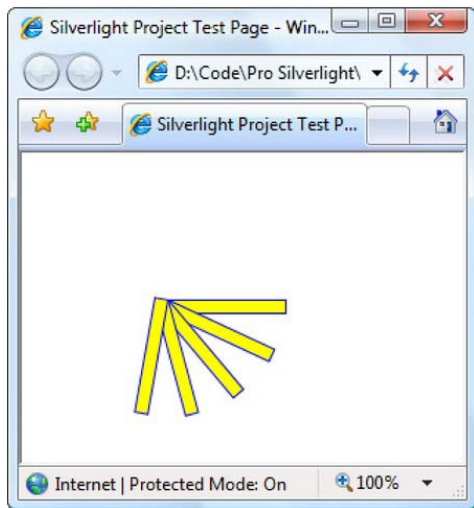 Silverlight Project Test Page - Win...
D:\Code\Pro Silverlight\
Silverlight Project Test P...
Internet | Protected Mode: On
100%